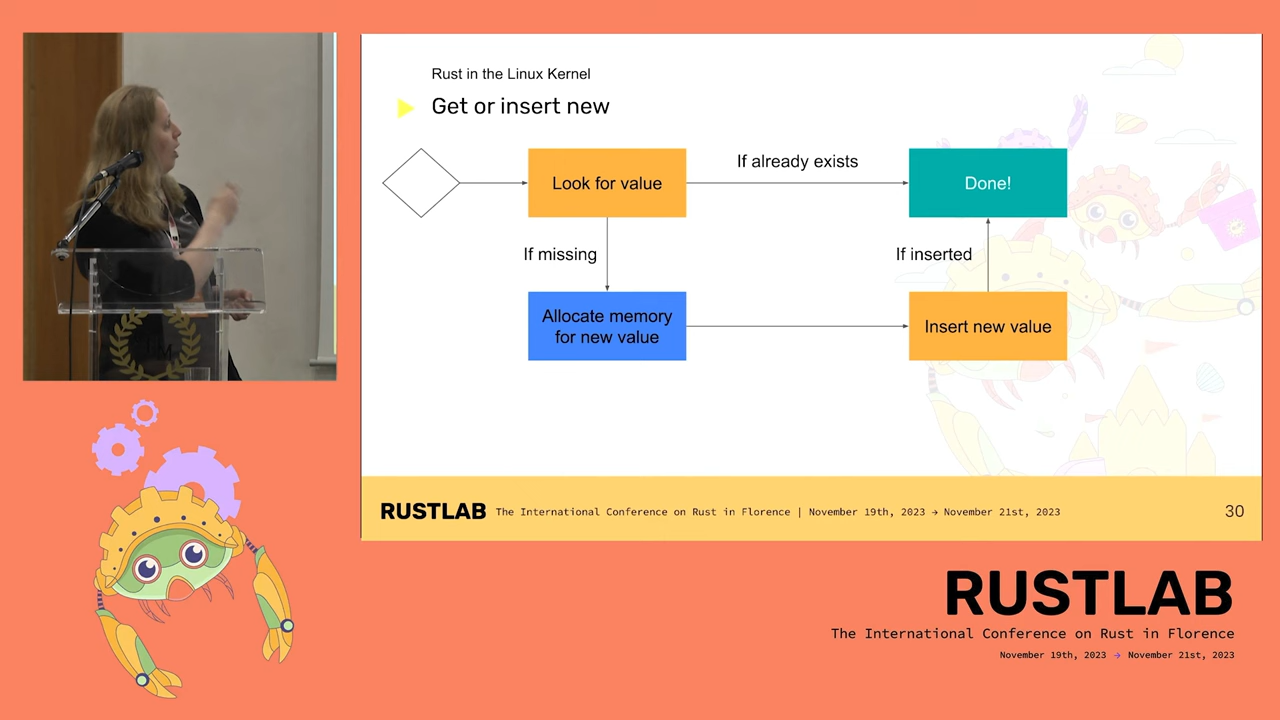 Rust in the Linux Kernel
Get or insert new
Look for value
If already exists
Done!
If missing
If inserted
Allocate memory
for new value
Insert new value
RUSTLAB The International Conference on Rust in Florence | November 19th, 2023 → November 21st, 2023
30
RUSTLAB
The International Conference on Rust in Florence
November 19th, 2023 → November 21st, 2023